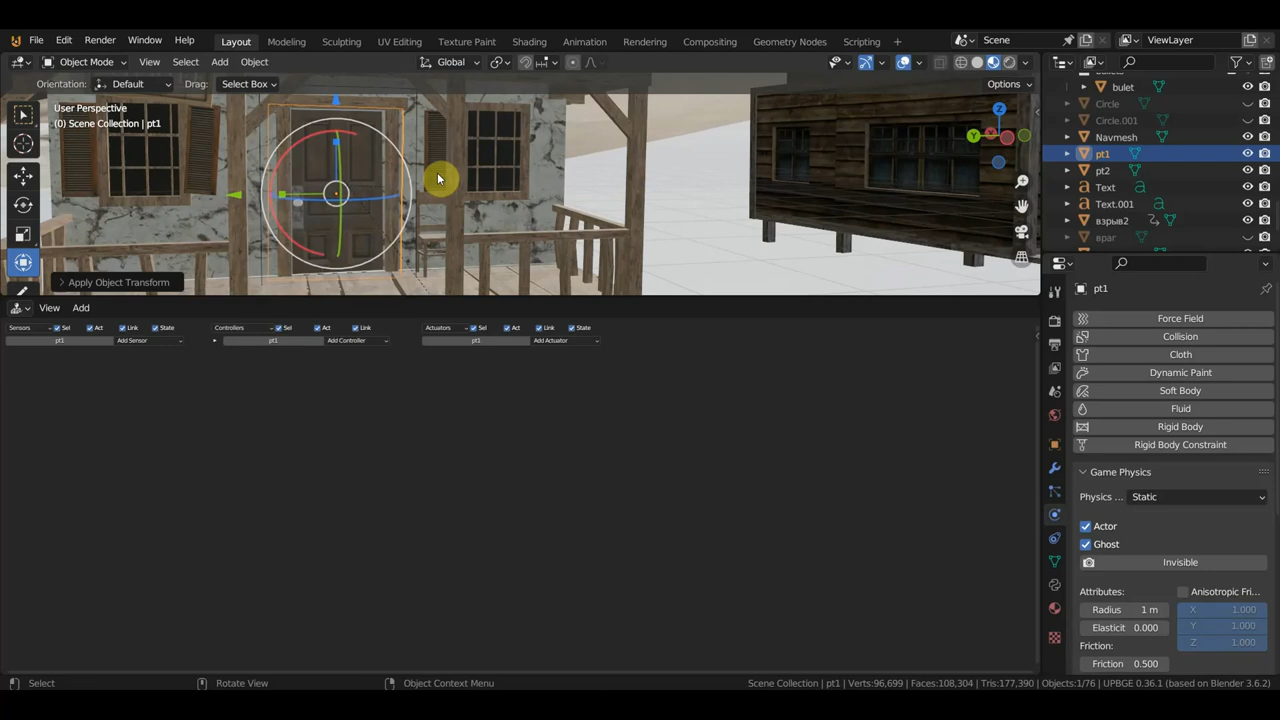 File Edit Render Window Help Layout Modeling Sculpting UV Editing Texture Paint Shading Animation Rendering Compositing Geometry Nodes Scripting + Scene ViewLayer
Object Mode View Select Add Object Global
Orientation: Default Drag: Select Box Options
User Perspective
(0) Scene Collection | pt1
Z
Y
Apply Object Transform
bulet
Circle
Circle.001
Navmesh
pt1
pt2
Text
Text.001
взрыв2
враг
View Add
Sensors Sel Act Link State Controllers Sel Act Link Actuators Sel Act Link State
pt1 Add Sensor pt1 Add Controller pt1 Add Actuator
pt1
Force Field
Collision
Cloth
Dynamic Paint
Soft Body
Fluid
Rigid Body
Rigid Body Constraint
Game Physics
Physics ... Static
Actor
Ghost
Invisible
Attributes: Anisotropic Fri...
Radius 1 m X 1.000
Elasticit 0.000 Y 1.000
Friction: Z 1.000
Friction 0.500
Select Rotate View Object Context Menu Scene Collection | pt1 | Verts:96,699 | Faces:108,304 | Tris:177,390 | Objects:1/76 | UPBGE 0.36.1 (based on Blender 3.6.2)